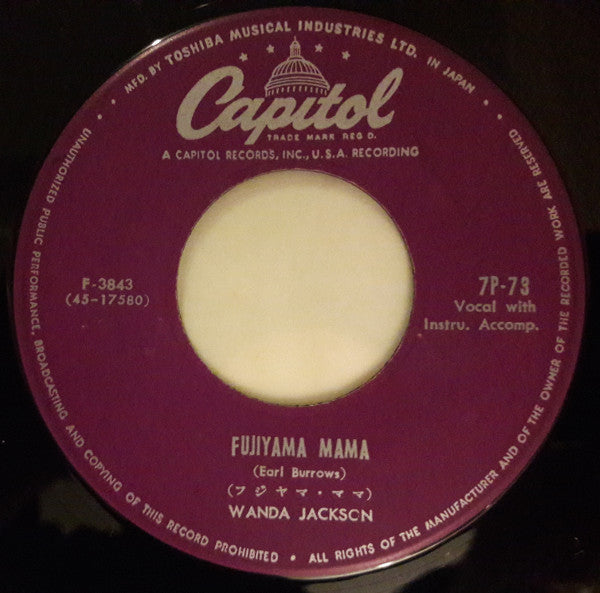 • MFD. BY TOSHIBA MUSICAL INDUSTRIES LTD. IN JAPAN •
Capitol
TRADE MARK REG'D.
A CAPITOL RECORDS, INC., U.S.A. RECORDING
F-3843
(45-17580)
7P-73
Vocal with
Instru. Accomp.
FUJIYAMA MAMA
(Earl Burrows)
(フジヤマ・ママ)
WANDA JACKSON
UNAUTHORIZED PUBLIC PERFORMANCE, BROADCASTING AND COPYING OF THIS RECORD PROHIBITED • ALL RIGHTS OF THE MANUFACTURER AND OF THE OWNER OF THE RECORDED WORK ARE RESERVED